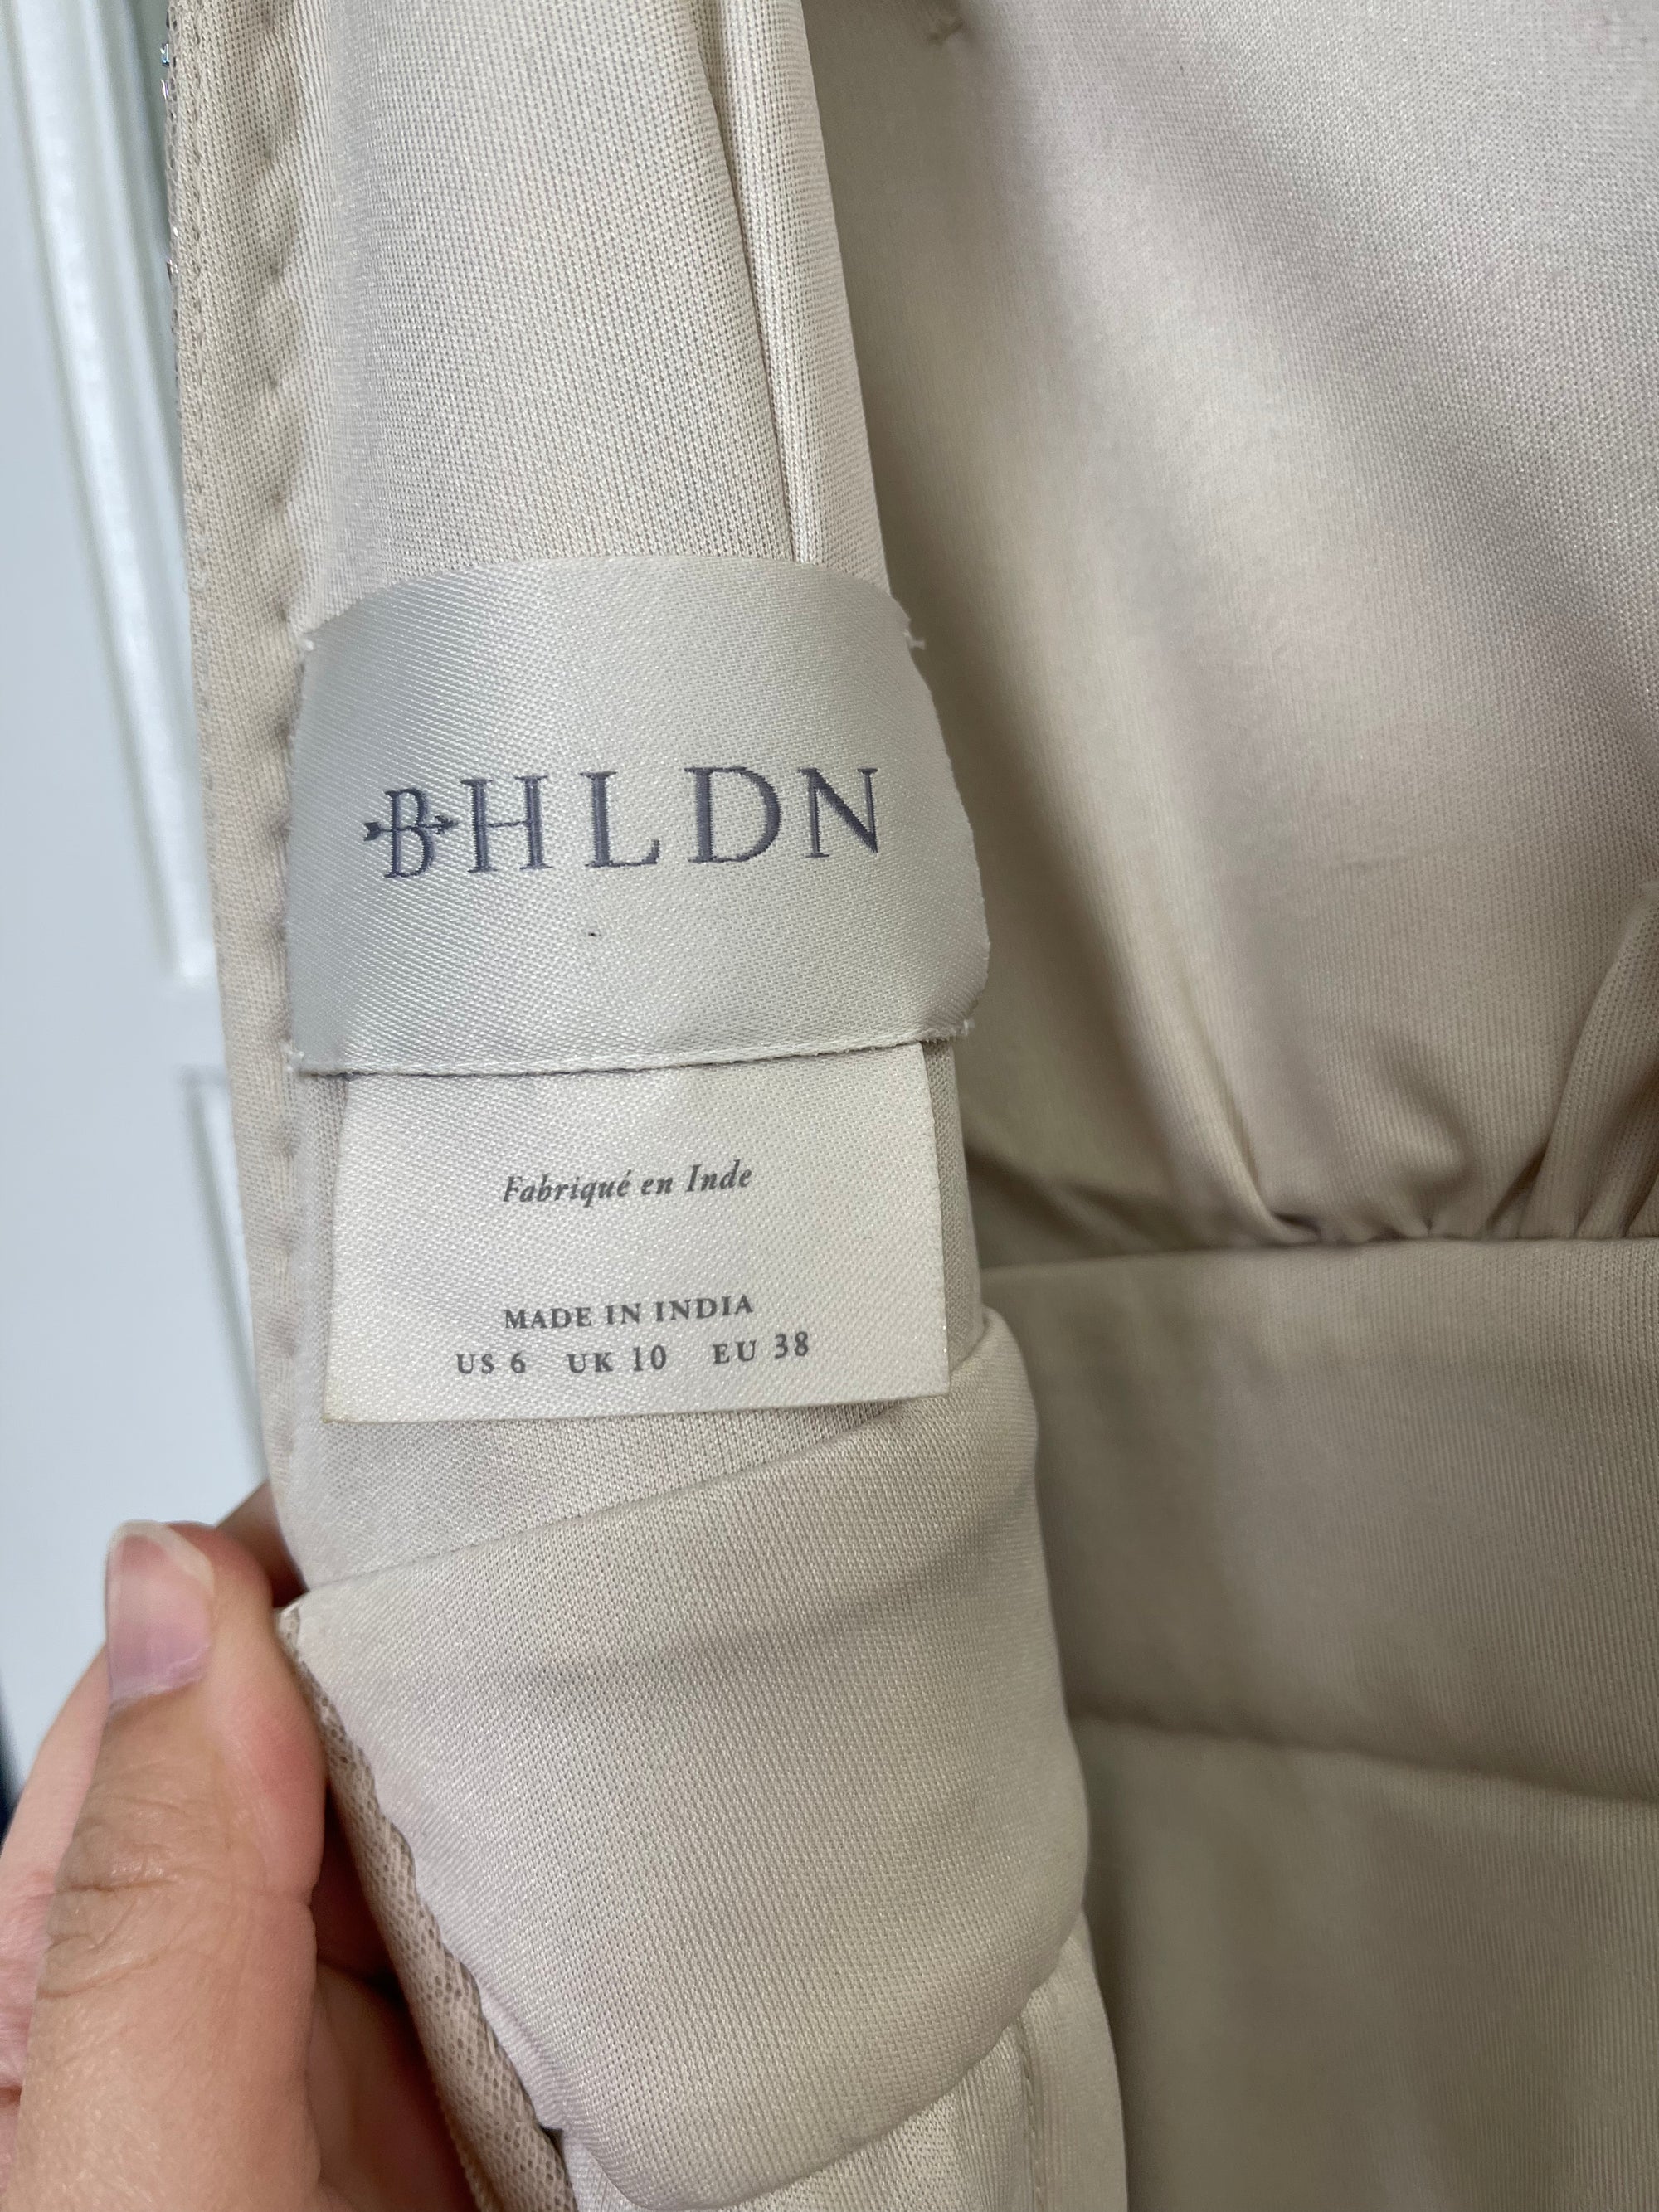 BHLDN
Fabriqué en Inde
MADE IN INDIA
US 6 UK 10 EU 38